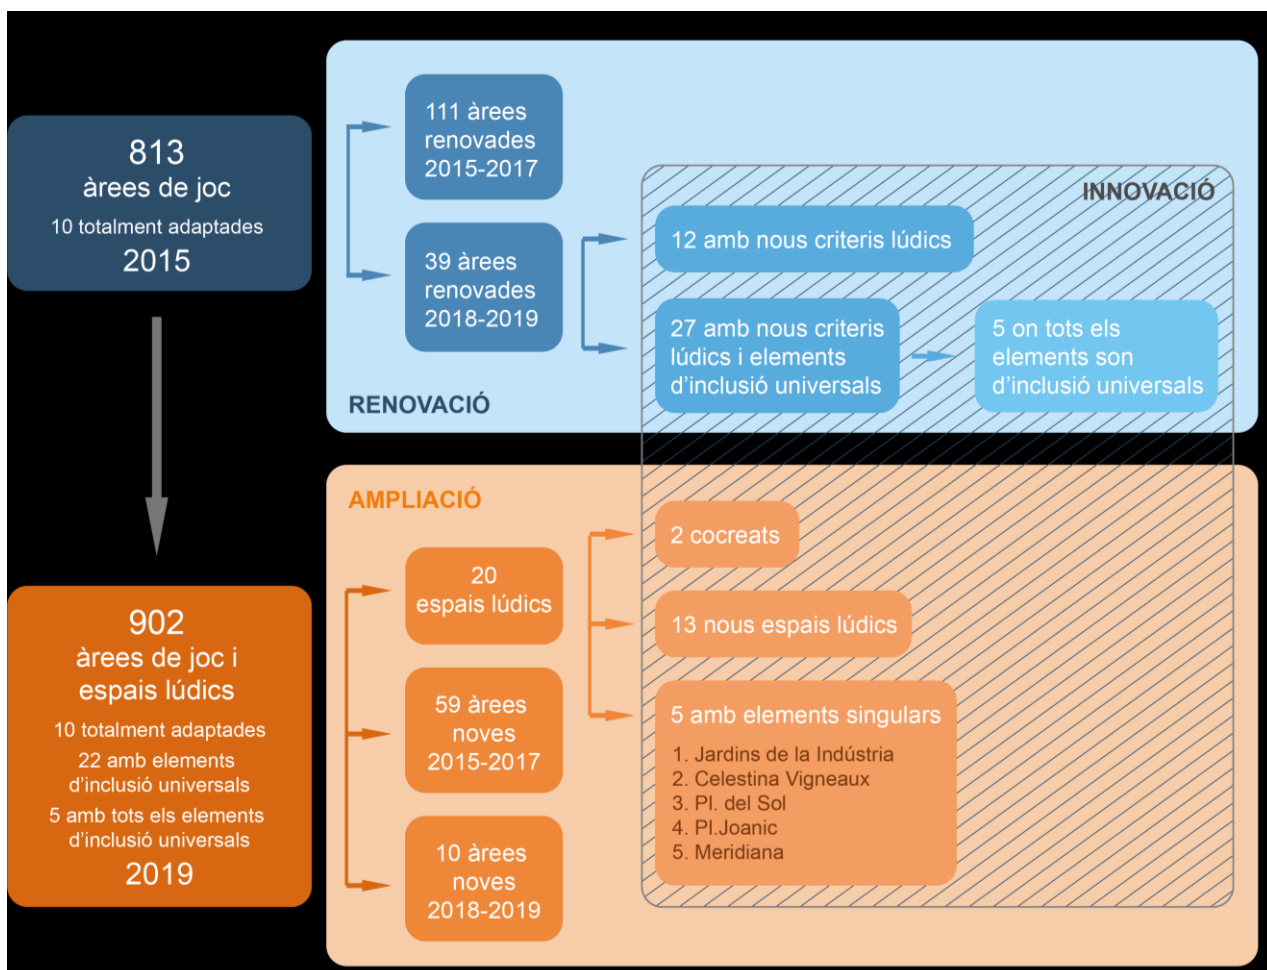 813
àrees de joc
10 totalment adaptades
2015
902
àrees de joc i
espais lúdics
10 totalment adaptades
22 amb elements
d'inclusió universals
5 amb tots els elements
d'inclusió universals
2019
111 àrees
renovades
2015-2017
39 àrees
renovades
2018-2019
RENOVACIÓ
INNOVACIÓ
12 amb nous criteris lúdics
27 amb nous criteris
lúdics i elements
d'inclusió universals
5 on tots els
elements son
d'inclusió universals
AMPLIACIÓ
20
espais lúdics
59 àrees
noves
2015-2017
10 àrees
noves
2018-2019
2 cocreats
13 nous espais lúdics
5 amb elements singulars
1. Jardins de la Indústria
2. Celestina Vigneaux
3. Pl. del Sol
4. Pl.Joanic
5. Meridiana